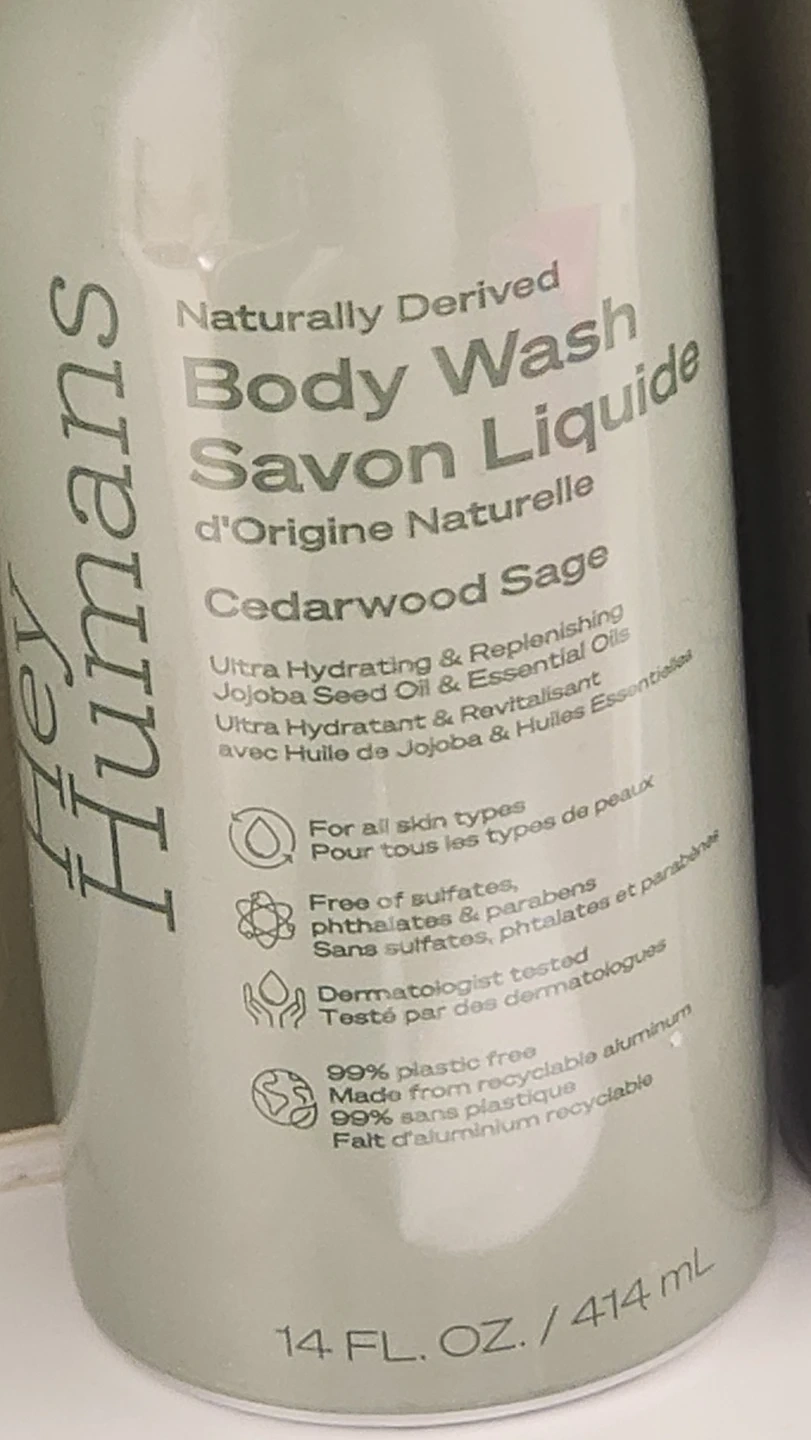 Hey
Humans
Naturally Derived
Body Wash
Savon Liquide
d'Origine Naturelle
Cedarwood Sage
Ultra Hydrating & Replenishing
Jojoba Seed Oil & Essential Oils
Ultra Hydratant & Revitalisant
avec Huile de Jojoba & Huiles Essentielles
For all skin types
Pour tous les types de peaux
Free of sulfates,
phthalates & parabens
Sans sulfates, phtalates et parabènes
Dermatologist tested
Testé par des dermatologues
99% plastic free
Made from recyclable aluminum
99% sans plastique
Fait d'aluminium recyclable
14 FL. OZ. / 414 mL